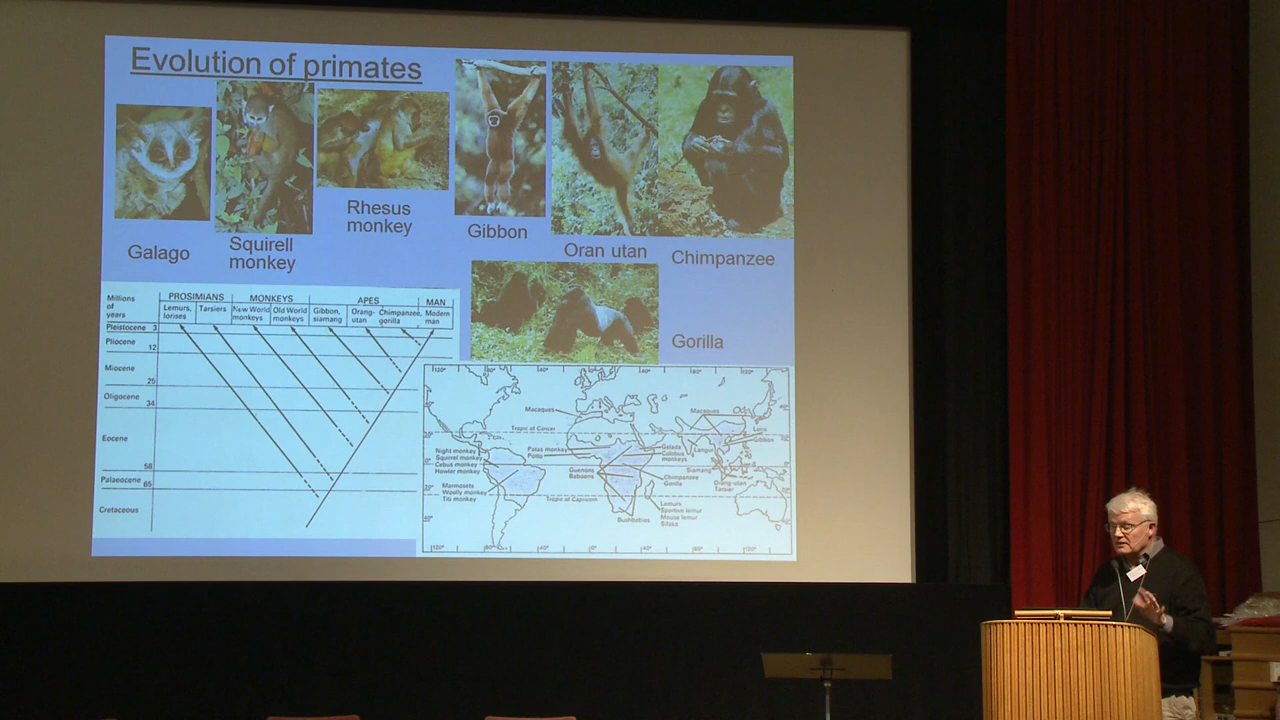 Evolution of primates
Galago
Squirell
monkey
Rhesus
monkey
Gibbon
Oran utan
Chimpanzee
Gorilla
Millions
of
years
PROSIMIANS
MONKEYS
APES
MAN
Lemurs,
lorises
Tarsiers
New World
monkeys
Old World
monkeys
Gibbon,
siamang
Orang-
utan
Chimpanzee,
gorilla
Modern
man
Pleistocene 3
Pliocene
12
Miocene
25
Oligocene
34
Eocene
58
Palaeocene
65
Cretaceous
Macaques
Tropic of Cancer
Macaques
Loris
Gibbon
Night monkey
Squirrel monkey
Cebus monkey
Howler monkey
Patas monkey
Potto
Gelada
Colobus
monkeys
Langur
Guenons
Baboons
Siamang
Chimpanzee
Gorilla
Orang-utan
Tarsier
Marmosets
Woolly monkey
Titi monkey
Tropic of Capricorn
Lemurs
Sportive lemur
Mouse lemur
Sifaka
Bushbabies